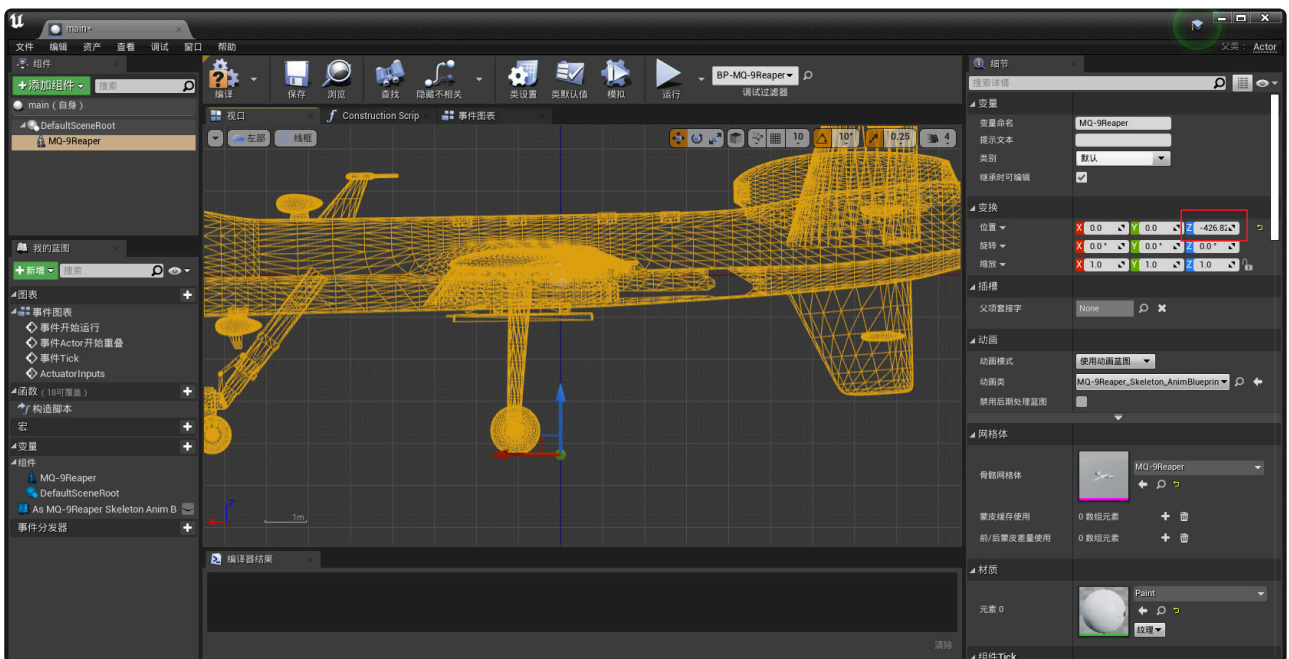 main*
文件 编辑 资产 查看 调试 窗口 帮助
父类： Actor
组件
+添加组件 搜索
main（自身）
DefaultSceneRoot
MQ-9Reaper
编译 保存 浏览 查找 隐藏不相关 类设置 类默认值 模拟 运行
BP-MQ-9Reaper
调试过滤器
视口 Construction Scrip 事件图表
左部 线框 10 10° 0.25 4
1m
Z
我的蓝图
+新增 搜索
图表
事件图表
事件开始运行
事件Actor开始重叠
事件Tick
ActuatorInputs
函数（18可覆盖）
构造脚本
宏
变量
组件
MQ-9Reaper
DefaultSceneRoot
As MQ-9Reaper Skeleton Anim B
事件分发器
编译器结果
清除
细节
搜索详情
变量
变量命名 MQ-9Reaper
提示文本
类别 默认
继承时可编辑
变换
位置 X 0.0 Y 0.0 Z -426.82
旋转 X 0.0° Y 0.0° Z 0.0°
缩放 X 1.0 Y 1.0 Z 1.0
插槽
父项套接字 None
动画
动画模式 使用动画蓝图
动画类 MQ-9Reaper_Skeleton_AnimBlueprin
禁用后期处理蓝图
网格体
骨骼网格体 MQ-9Reaper
蒙皮缓存使用 0 数组元素
前/后蒙皮差量使用 0 数组元素
材质
元素 0 Paint
纹理
组件Tick